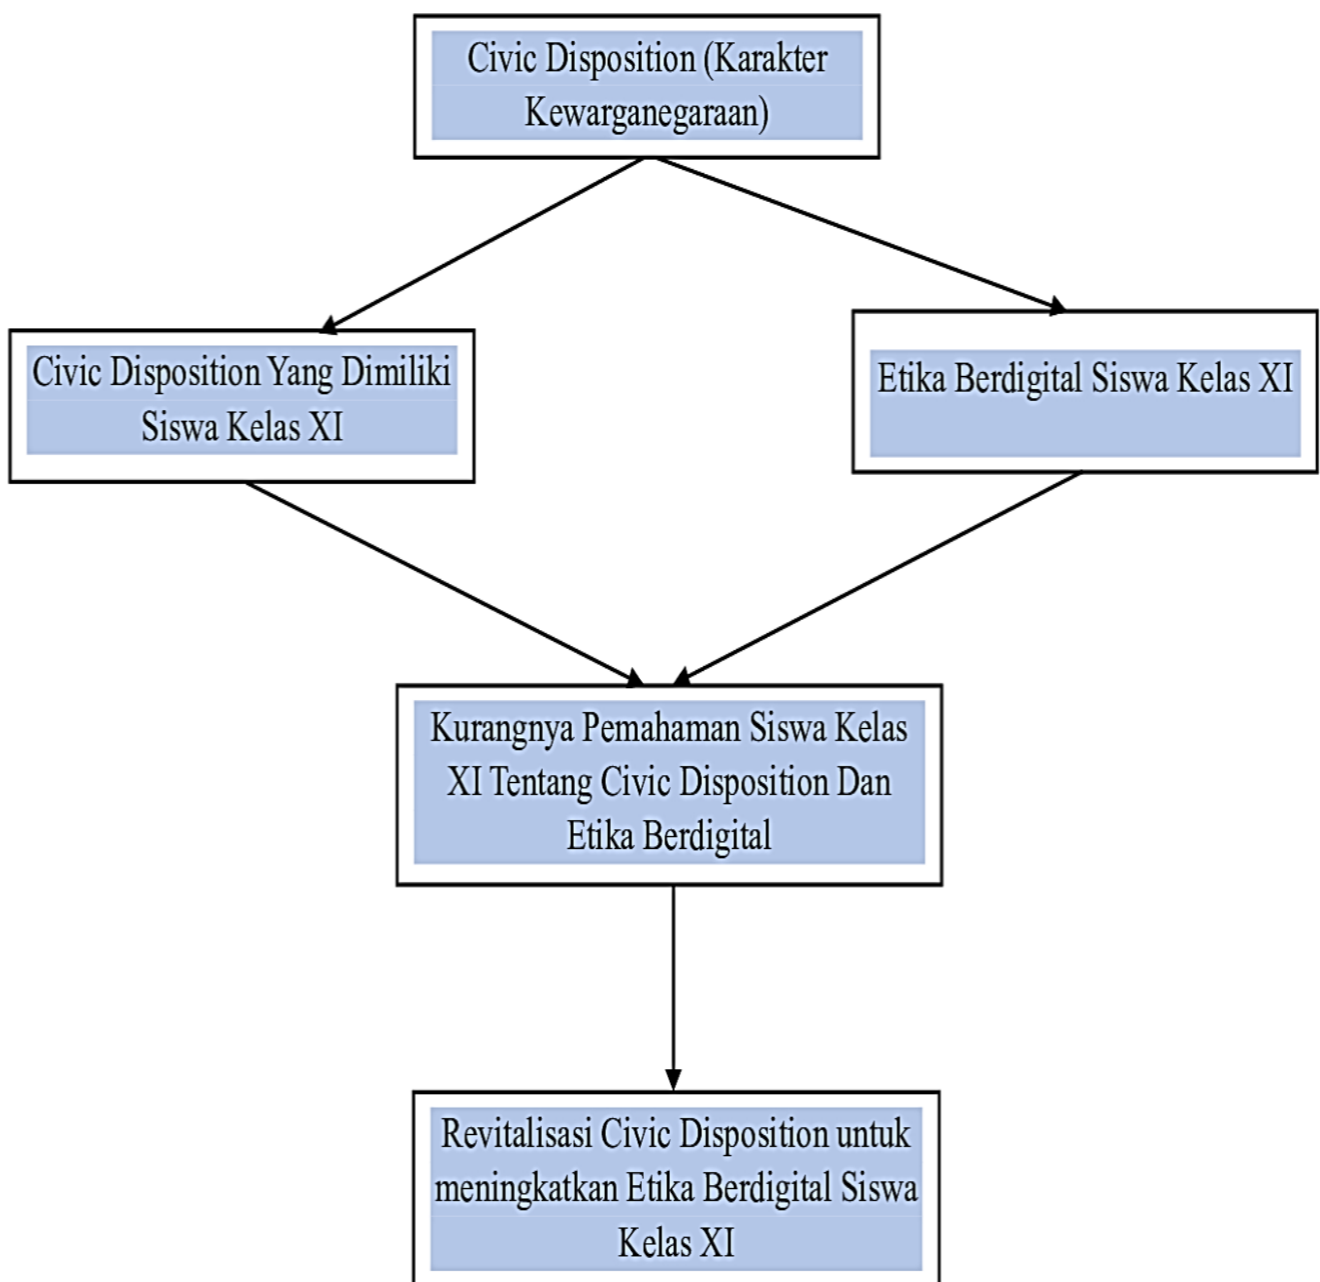 Civic Disposition (Karakter
Kewarganegaraan)
Civic Disposition Yang Dimiliki
Siswa Kelas XI
Etika Berdigital Siswa Kelas XI
Kurangnya Pemahaman Siswa Kelas
XI Tentang Civic Disposition Dan
Etika Berdigital
Revitalisasi Civic Disposition untuk
meningkatkan Etika Berdigital Siswa
Kelas XI